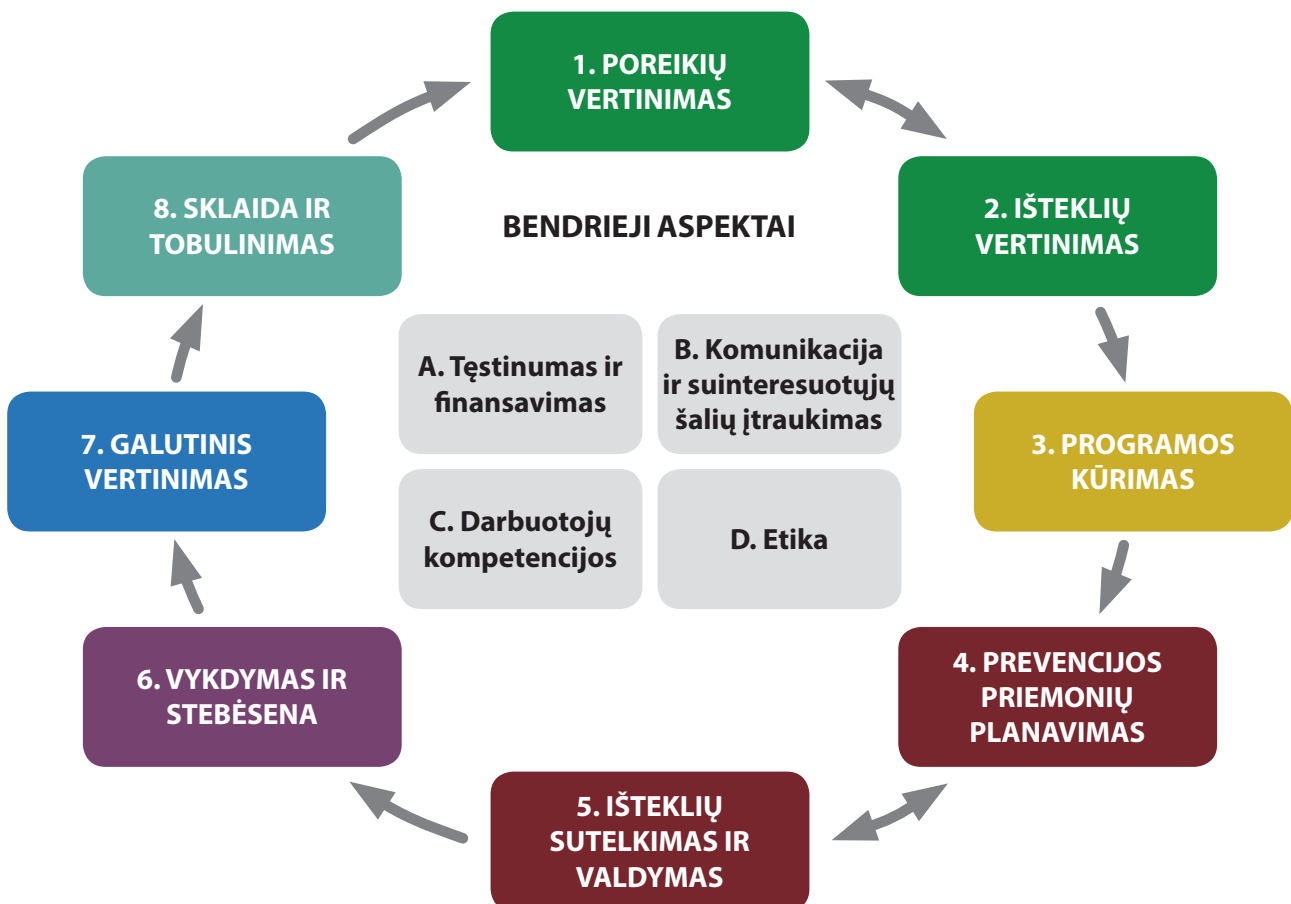 1. POREIKIŲ
VERTINIMAS
2. IŠTEKLIŲ
VERTINIMAS
3. PROGRAMOS
KŪRIMAS
4. PREVENCIJOS
PRIEMONIŲ
PLANAVIMAS
5. IŠTEKLIŲ
SUTELKIMAS IR
VALDYMAS
6. VYKDYMAS IR
STEBĖSENA
7. GALUTINIS
VERTINIMAS
8. SKLAIDA IR
TOBULINIMAS
BENDRIEJI ASPEKTAI
A. Tęstinumas ir
finansavimas
B. Komunikacija
ir suinteresuotųjų
šalių įtraukimas
C. Darbuotojų
kompetencijos
D. Etika